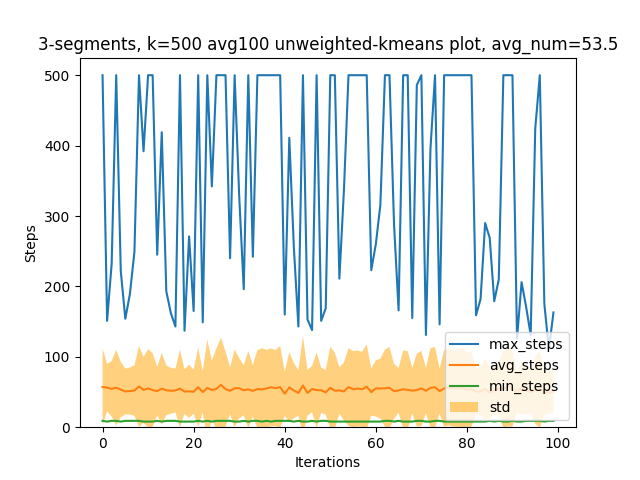 3-segments, k=500 avg100 unweighted-kmeans plot, avg_num=53.5
500
400
300
200
100
0
Steps
0
20
40
60
80
100
Iterations
max_steps
avg_steps
min_steps
std